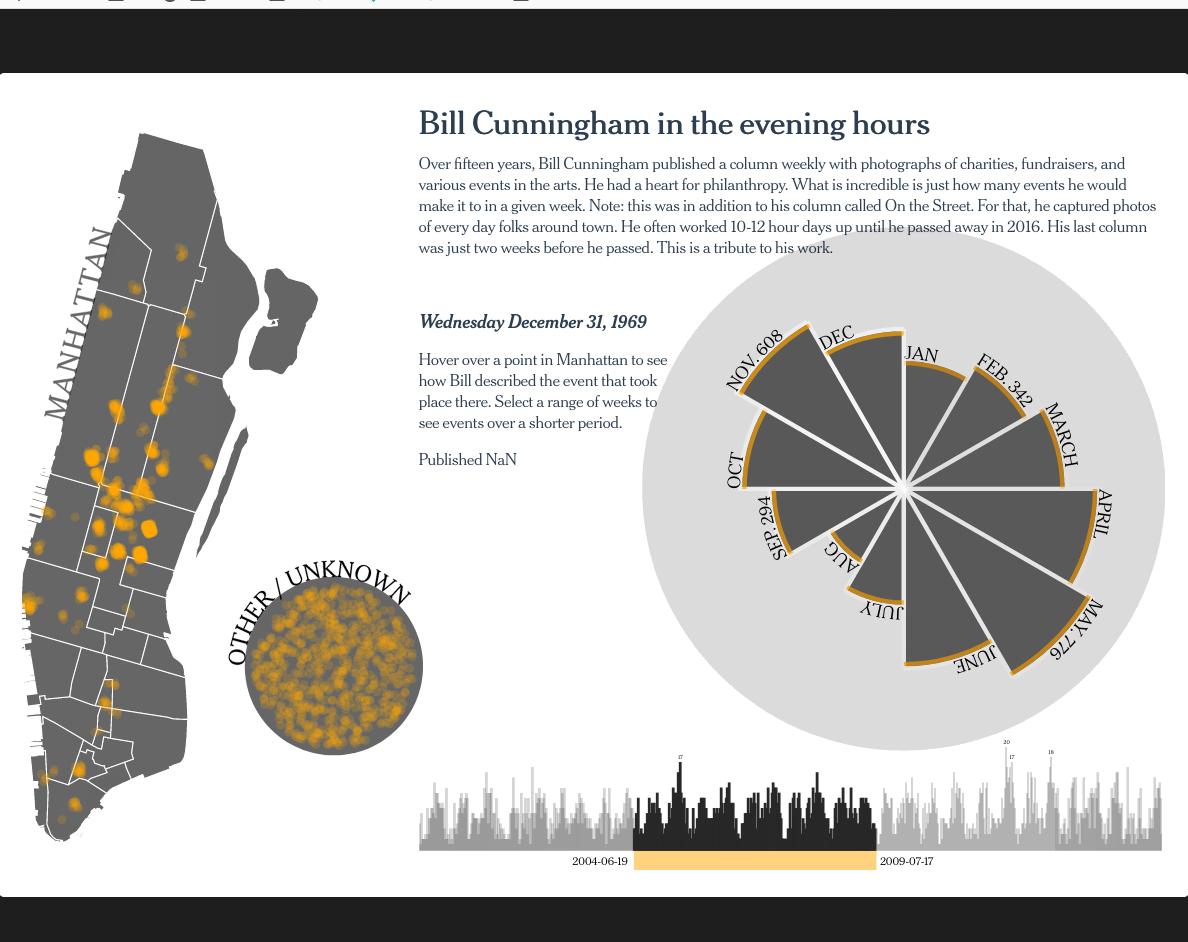 Bill Cunningham in the evening hours
Over fifteen years, Bill Cunningham published a column weekly with photographs of charities, fundraisers, and
various events in the arts. He had a heart for philanthropy. What is incredible is just how many events he would
make it to in a given week. Note: this was in addition to his column called On the Street. For that, he captured photos
of every day folks around town. He often worked 10-12 hour days up until he passed away in 2016. His last column
was just two weeks before he passed. This is a tribute to his work.
MANHATTAN
Wednesday December 31, 1969
Hover over a point in Manhattan to see
how Bill described the event that took
place there. Select a range of weeks to
see events over a shorter period.
Published NaN
JAN
FEB. 342
MARCH
APRIL
MAY. 776
JUNE
JULY
AUG
SEP. 294
OCT
NOV. 608
DEC
OTHER / UNKNOWN
17
20
17
18
2004-06-19
2009-07-17